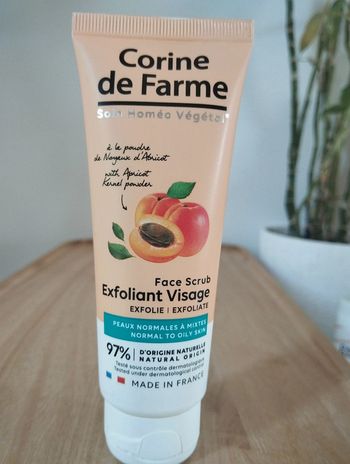 Corine
de Farme
Soin Homéo Végétal
à la poudre
de Noyaux d'Abricot
with Apricot
Kernel powder
Face Scrub
Exfoliant Visage
EXFOLIE | EXFOLIATE
PEAUX NORMALES À MIXTES
NORMAL TO OILY SKIN
97% D'ORIGINE NATURELLE
NATURAL ORIGIN
Testé sous contrôle dermatologique
Tested under dermatological control
MADE IN FRANCE